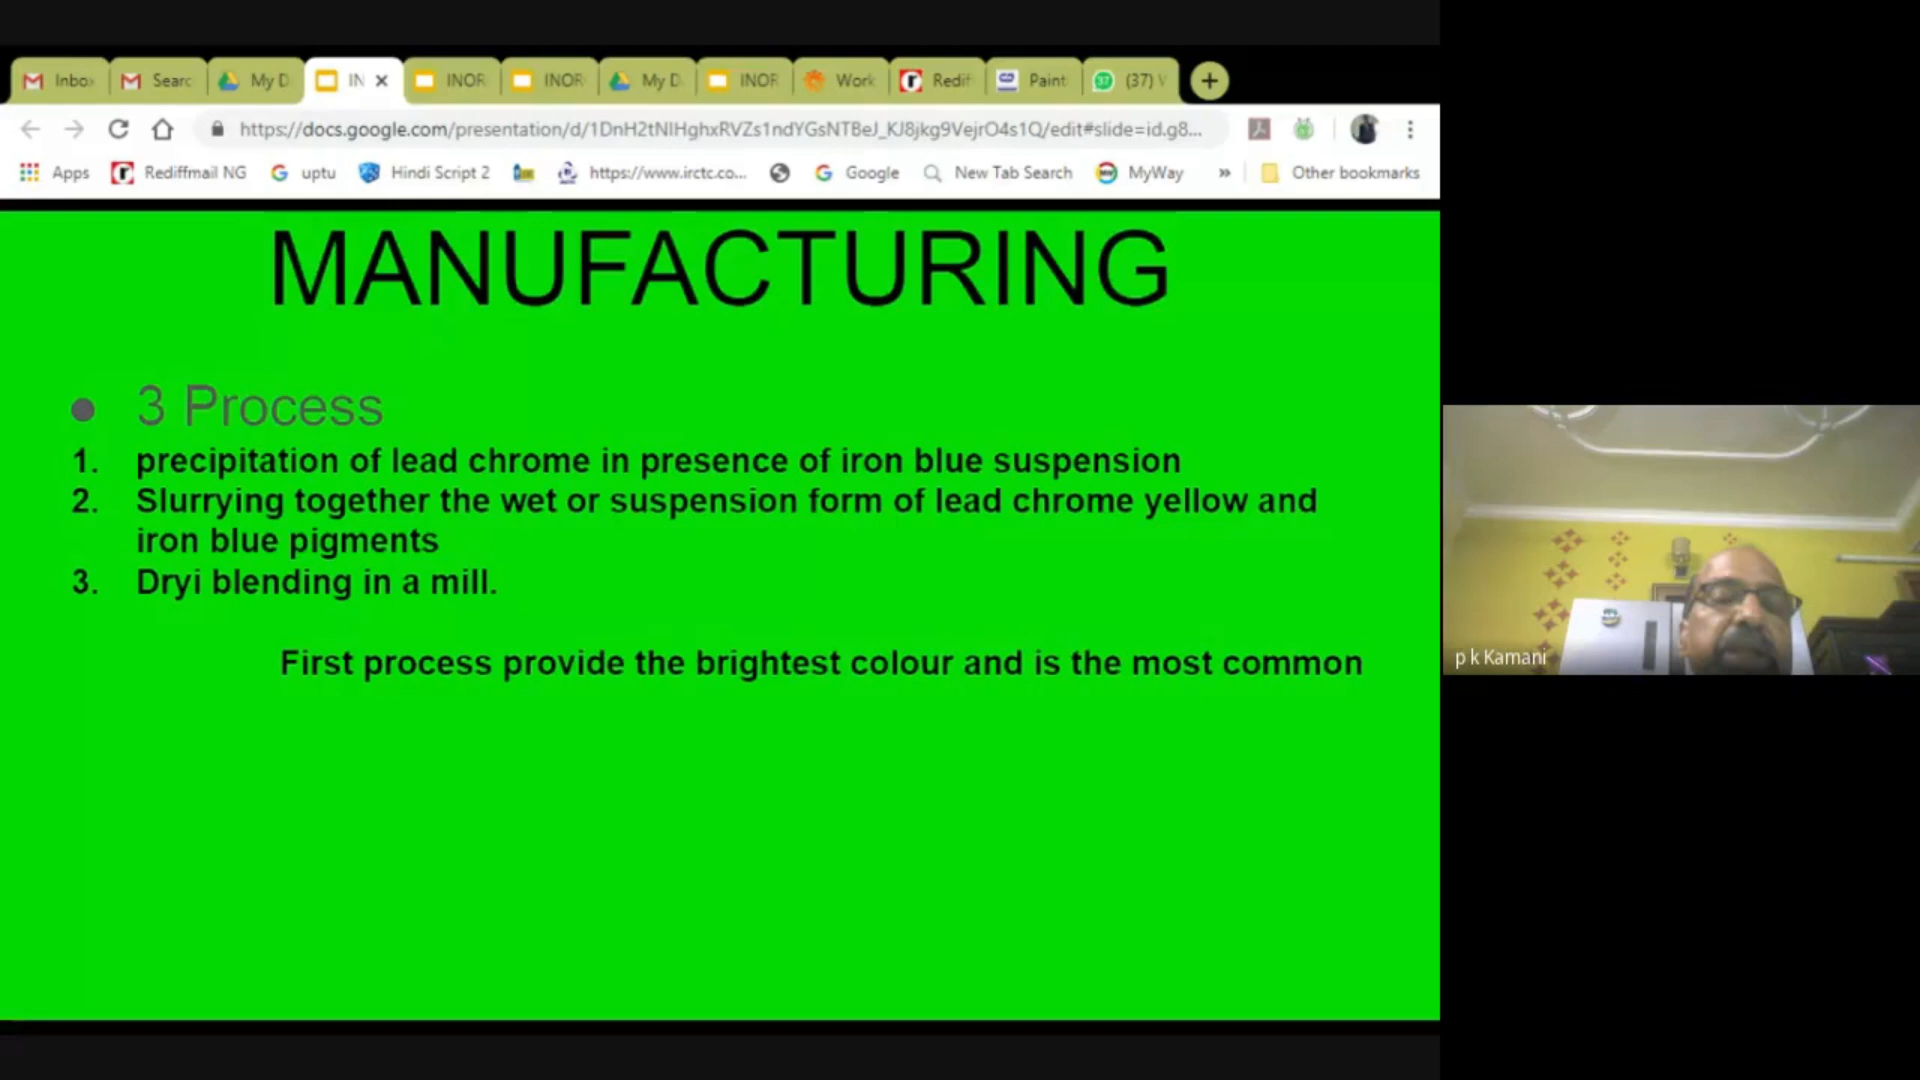 Inbo
Searc
My D
IN
INOR
INOR
My D
INOR
Work
Redif
Paint
(37) V
https://docs.google.com/presentation/d/1DnH2tNlHghxRVZs1ndYGsNTBeJ_KJ8jkg9VejrO4s1Q/edit#slide=id.g8...
Apps
Rediffmail NG
uptu
Hindi Script 2
https://www.irctc.co...
Google
New Tab Search
MyWay
»
Other bookmarks
MANUFACTURING
● 3 Process
1. precipitation of lead chrome in presence of iron blue suspension
2. Slurrying together the wet or suspension form of lead chrome yellow and
iron blue pigments
3. Dryi blending in a mill.
First process provide the brightest colour and is the most common
p k Kamani